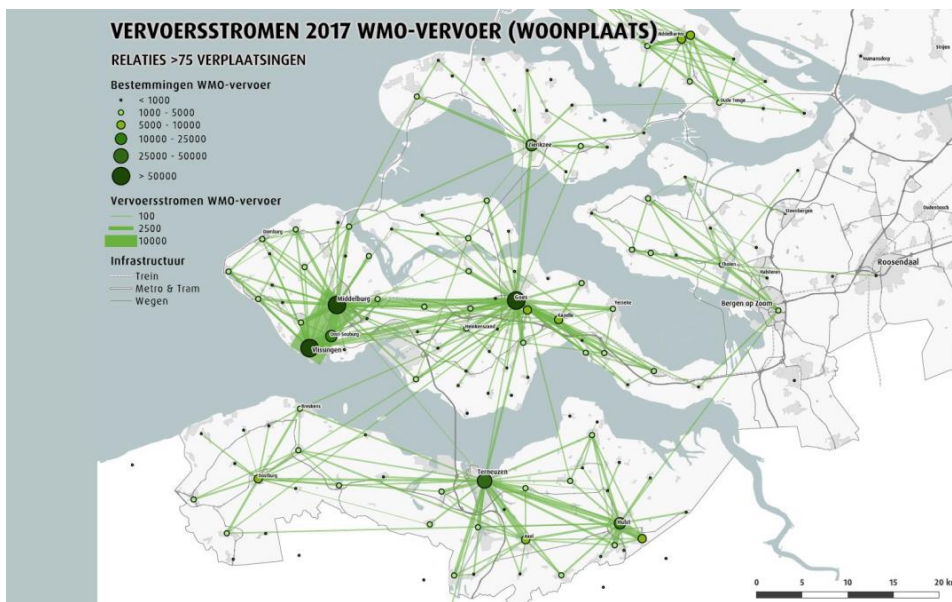 VERVOERSSTROMEN 2017 WMO-VERVOER (WOONPLAATS)
RELATIES >75 VERPLAATSINGEN
Bestemmingen WMO-vervoer
< 1000
1000 - 5000
5000 - 10000
10000 - 25000
25000 - 50000
> 50000
Vervoersstromen WMO-vervoer
100
2500
10000
Infrastructuur
Trein
Metro & Tram
Wegen
Middelharnis
Numansdorp
Strijen
Oude Tonge
Zierikzee
Steenbergen
Oudenbosch
Domburg
Tholen
Halsteren
Roosendaal
Bergen op Zoom
Middelburg
Goes
Kapelle
Yerseke
Oost-Souburg
Heinkenszand
Vlissingen
Breskens
Oostburg
Terneuzen
Hulst
Axel
0 5 10 15 20 km